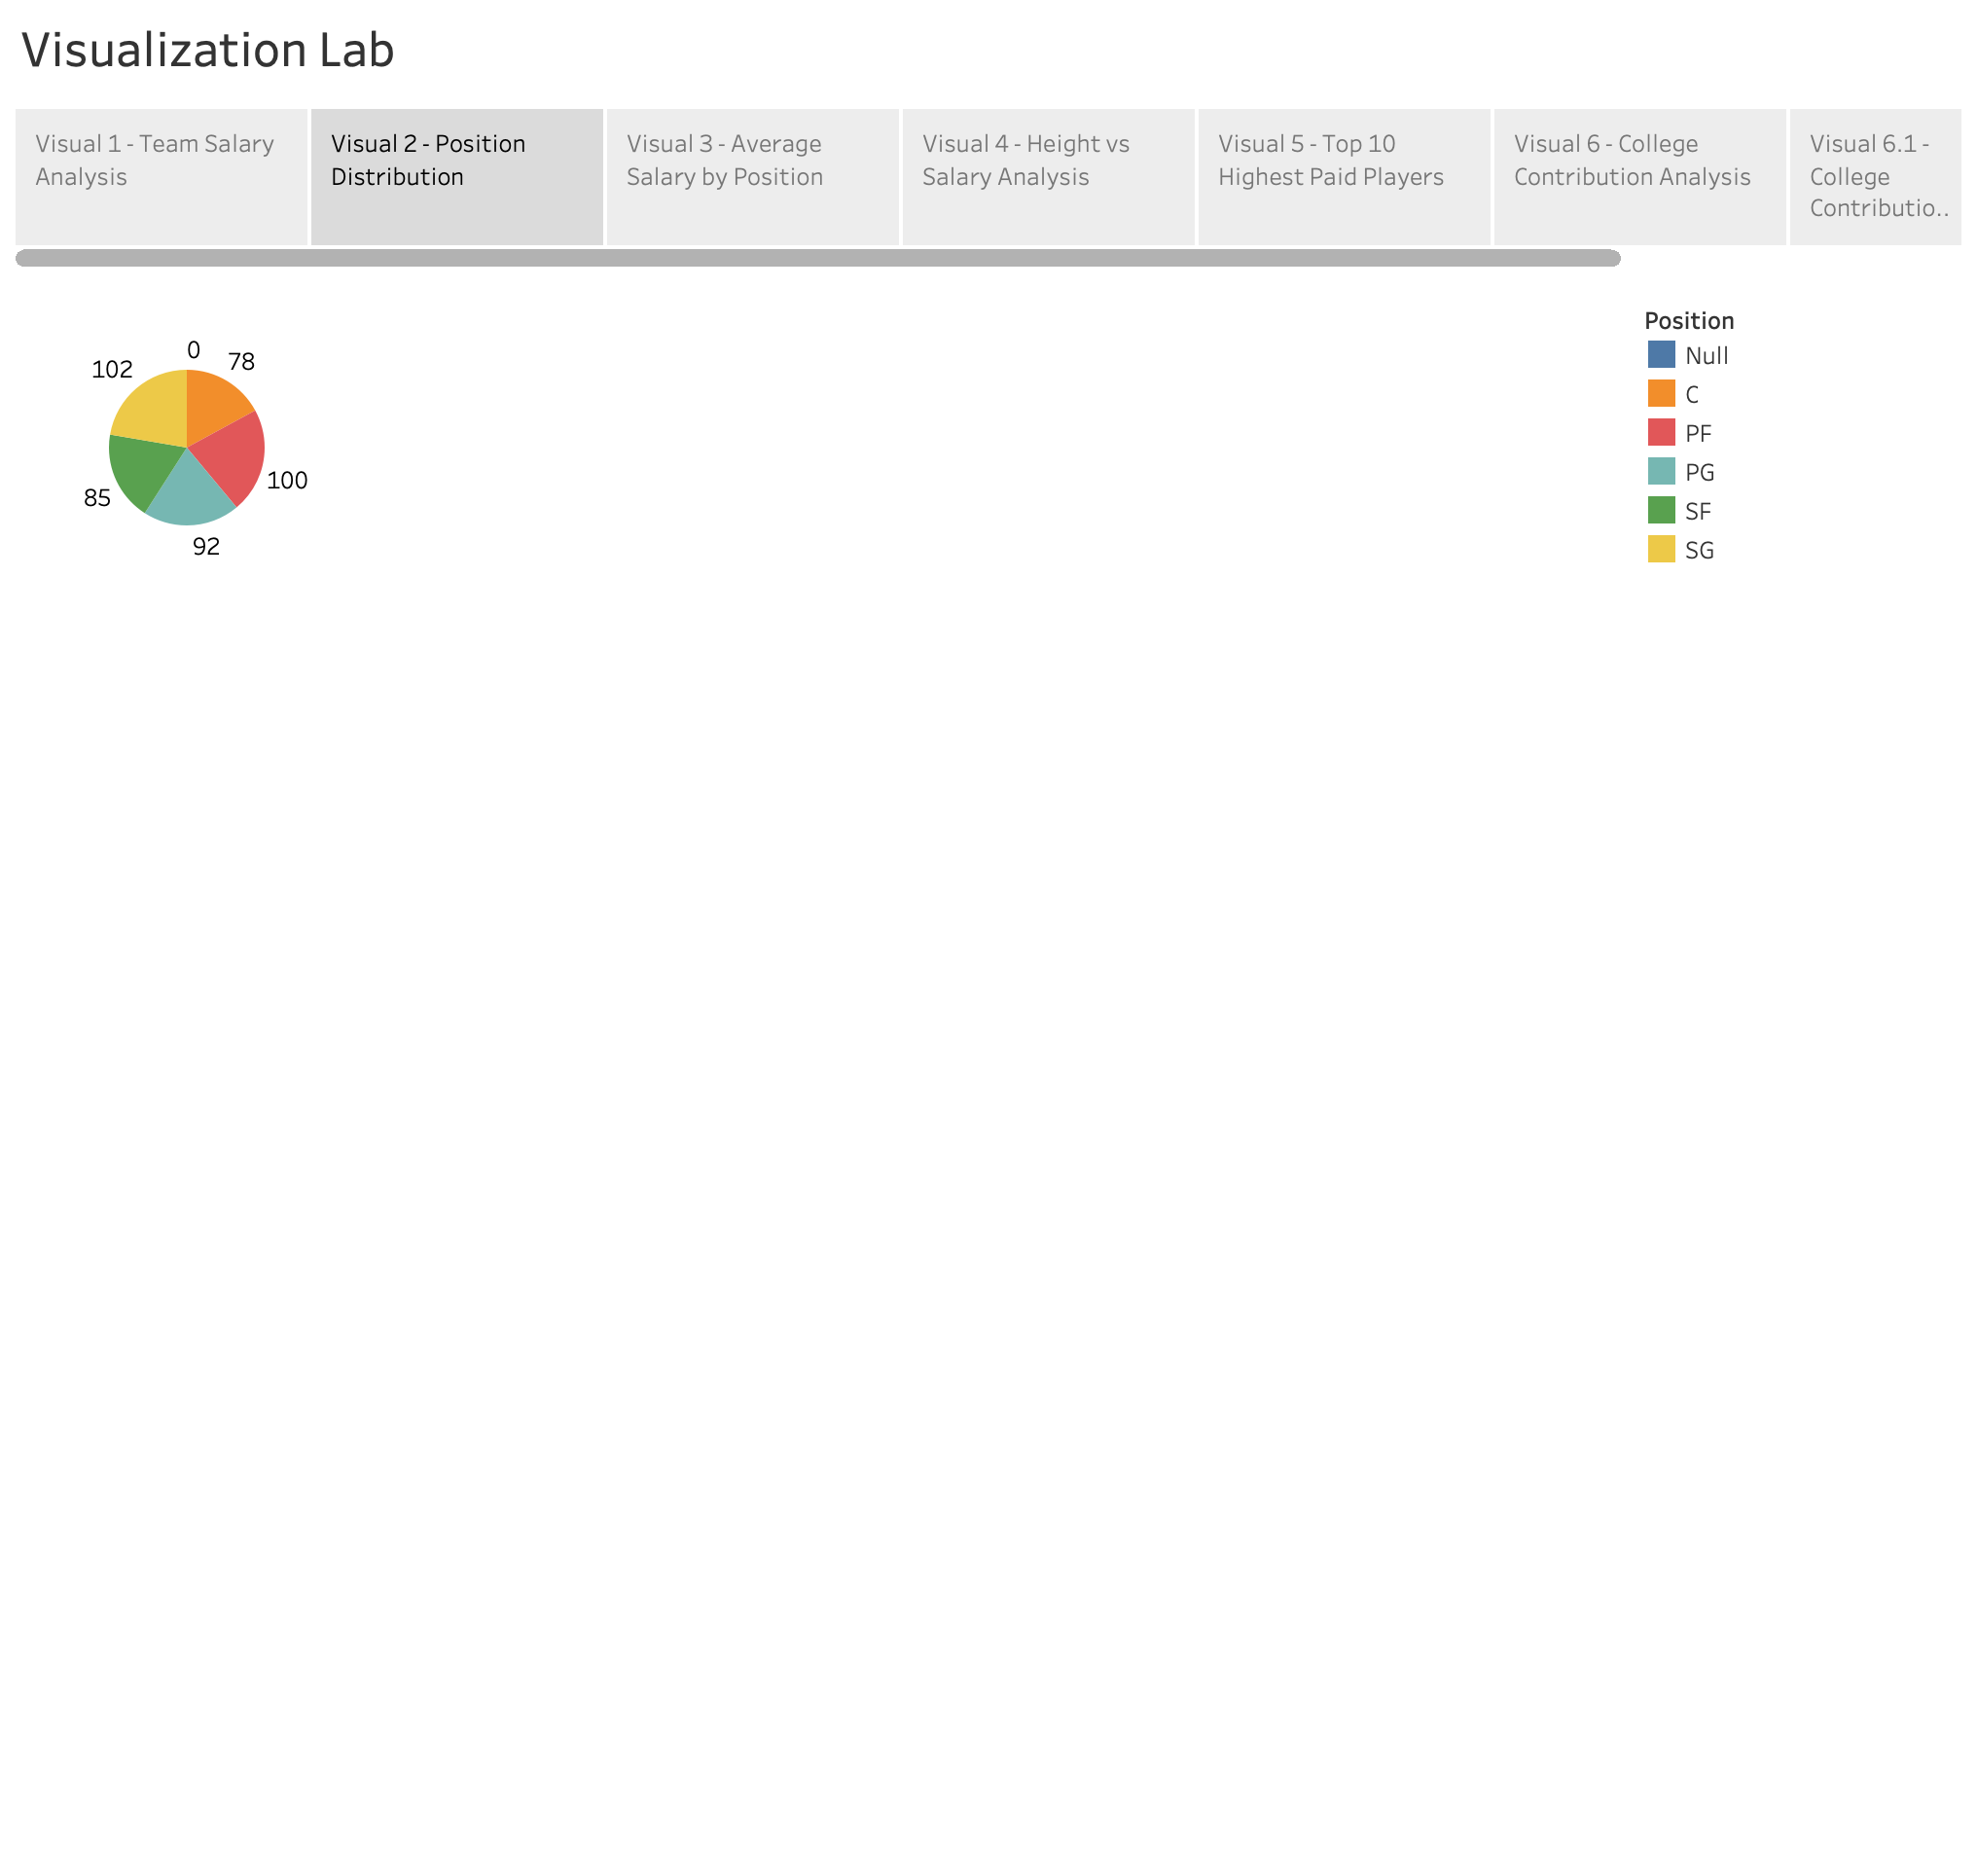 Visualization Lab
Visual 1 - Team Salary
Analysis
Visual 2 - Position
Distribution
Visual 3 - Average
Salary by Position
Visual 4 - Height vs
Salary Analysis
Visual 5 - Top 10
Highest Paid Players
Visual 6 - College
Contribution Analysis
Visual 6.1 -
College
Contributio..
0
78
102
100
85
92
Position
Null
C
PF
PG
SF
SG